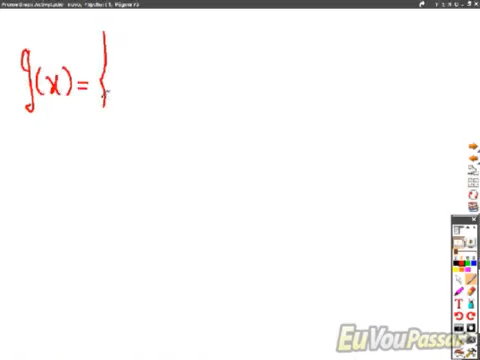 g(x) = {
EuVouPassar